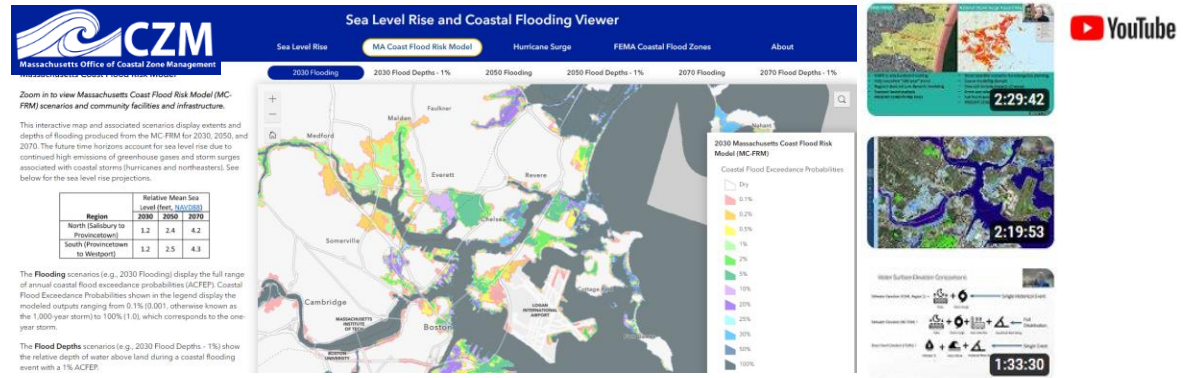 CZM
Massachusetts Office of Coastal Zone Management
Sea Level Rise and Coastal Flooding Viewer
Sea Level Rise
MA Coast Flood Risk Model
Hurricane Surge
FEMA Coastal Flood Zones
About
2030 Flooding
2030 Flood Depths - 1%
2050 Flooding
2050 Flood Depths - 1%
2070 Flooding
2070 Flood Depths - 1%
Massachusetts Coast Flood Risk Model
Zoom in to view Massachusetts Coast Flood Risk Model (MC-
FRM) scenarios and community facilities and infrastructure.
This interactive map and associated scenarios display extents and
depths of flooding produced from the MC-FRM for 2030, 2050, and
2070. The future time horizons account for sea level rise due to
continued high emissions of greenhouse gases and storm surges
associated with coastal storms (hurricanes and northeasters). See
below for the sea level rise projections.
Relative Mean Sea
Level (feet, NAVD88)
Region 2030 2050 2070
North (Salisbury to
Provincetown) 1.2 2.4 4.2
South (Provincetown
to Westport) 1.2 2.5 4.3
The Flooding scenarios (e.g., 2030 Flooding) display the full range
of annual coastal flood exceedance probabilities (ACFEP). Coastal
Flood Exceedance Probabilities shown in the legend display the
modeled outputs ranging from 0.1% (0.001, otherwise known as
the 1,000-year storm) to 100% (1.0), which corresponds to the one-
year storm.
The Flood Depths scenarios (e.g., 2030 Flood Depths - 1%) show
the relative depth of water above land during a coastal flooding
event with a 1% ACFEP.
+
−
Faulkner
Malden
Medford
Everett
Revere
Nahant
Chelsea
Somerville
Cambridge
MASSACHUSETTS
INSTITUTE
OF TECH
BOSTON
UNIVERSITY
Boston
LOGAN
INTERNATIONAL
AIRPORT
2030 Massachusetts Coast Flood Risk
Model (MC-FRM)
Coastal Flood Exceedance Probabilities
Dry
0.1%
0.2%
0.5%
1%
2%
5%
10%
20%
25%
30%
50%
100%
2:29:42
2:19:53
Water Surface Elevation Comparisons
Single Historical Event
Full
Distribution
Single Event
1:33:30
YouTube